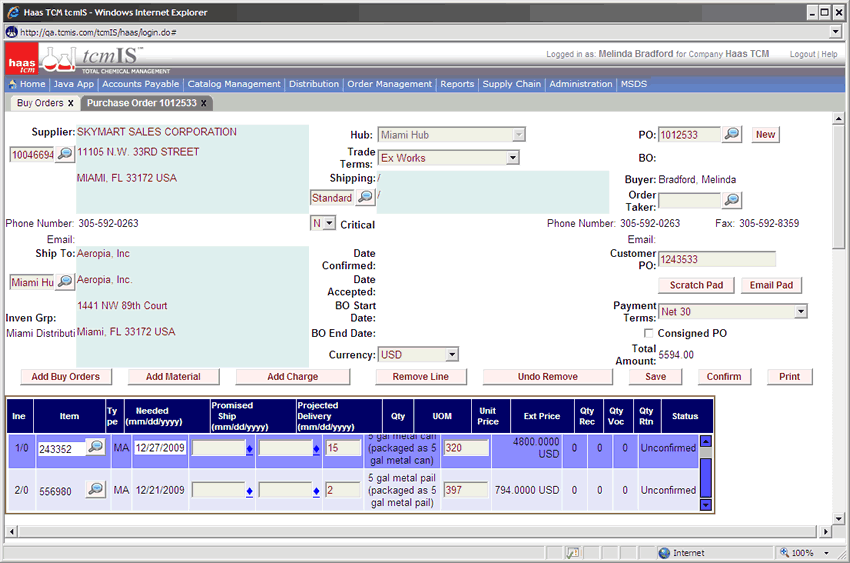 Haas TCM tcmIS - Windows Internet Explorer
http://qa.tcmis.com/tcmIS/haas/login.do#
haas tcm
tcmIS™
TOTAL CHEMICAL MANAGEMENT
Logged in as: Melinda Bradford for Company Haas TCM Logout | Help
Home | Java App | Accounts Payable | Catalog Management | Distribution | Order Management | Reports | Supply Chain | Administration | MSDS
Buy Orders x Purchase Order 1012533 x
Supplier: SKYMART SALES CORPORATION
10046694 11105 N.W. 33RD STREET
MIAMI, FL 33172 USA
Hub: Miami Hub
Trade Terms: Ex Works
Shipping: /
Standard /
N Critical
PO: 1012533 New
BO:
Buyer: Bradford, Melinda
Order Taker:
Phone Number: 305-592-0263
Email:
Phone Number: 305-592-0263 Fax: 305-592-8359
Email:
Ship To: Aeropia, Inc
Miami Hu Aeropia, Inc.
1441 NW 89th Court
Inven Grp:
Miami Distributi Miami, FL 33172 USA
Date Confirmed:
Date Accepted:
BO Start Date:
BO End Date:
Currency: USD
Customer PO: 1243533
Scratch Pad Email Pad
Payment Terms: Net 30
Consigned PO
Total Amount: 5594.00
Add Buy Orders Add Material Add Charge Remove Line Undo Remove Save Confirm Print
ine Item Ty pe Needed (mm/dd/yyyy) Promised Ship (mm/dd/yyyy) Projected Delivery (mm/dd/yyyy) Qty UOM Unit Price Ext Price Qty Rec Qty Voc Qty Rtn Status
1/0 243352 MA 12/27/2009 15 5 gal metal can (packaged as 5 gal metal can) 320 4800.0000 USD 0 0 0 Unconfirmed
2/0 556980 MA 12/21/2009 2 5 gal metal pail (packaged as 5 gal metal pail) 397 794.0000 USD 0 0 0 Unconfirmed
Internet 100%